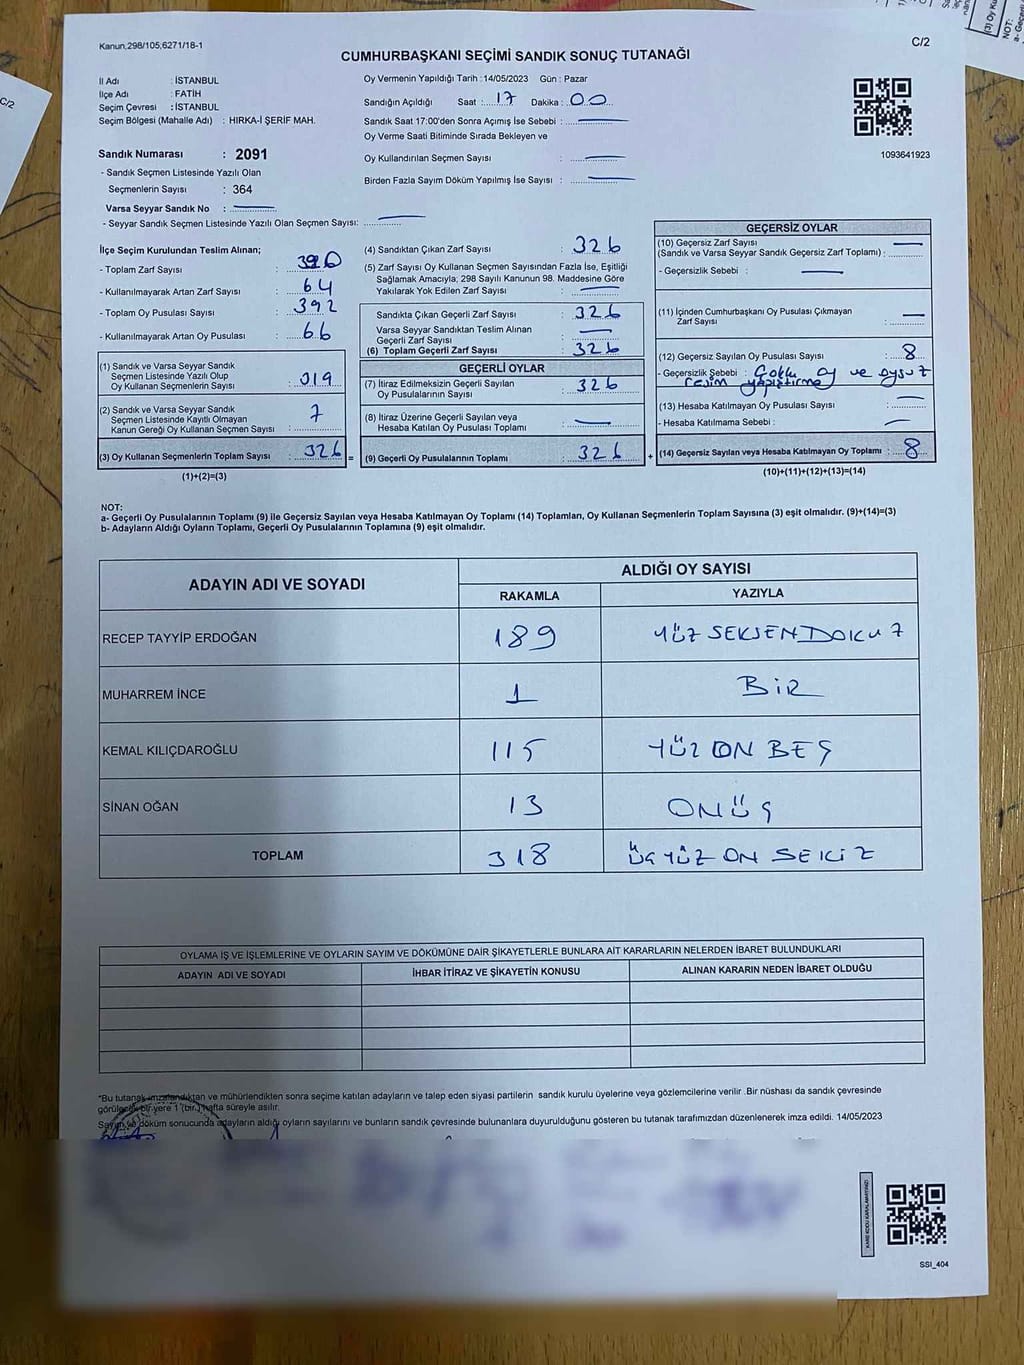 Kanun,298/105,6271/18-1
C/2
CUMHURBAŞKANI SEÇİMİ SANDIK SONUÇ TUTANAĞI
İl Adı : İSTANBUL
İlçe Adı : FATİH
Seçim Çevresi : İSTANBUL
Seçim Bölgesi (Mahalle Adı) : HIRKA-İ ŞERİF MAH.
Oy Vermenin Yapıldığı Tarih : 14/05/2023 Gün : Pazar
Sandığın Açıldığı Saat : 17 Dakika : 00
Sandık Saat 17:00'den Sonra Açımış İse Sebebi :
Oy Verme Saati Bitiminde Sırada Bekleyen ve
Oy Kullandırılan Seçmen Sayısı :
Birden Fazla Sayım Döküm Yapılmış İse Sayısı :
1093641923
Sandık Numarası : 2091
- Sandık Seçmen Listesinde Yazılı Olan
Seçmenlerin Sayısı : 364
Varsa Seyyar Sandık No :
- Seyyar Sandık Seçmen Listesinde Yazılı Olan Seçmen Sayısı:
İlçe Seçim Kurulundan Teslim Alınan;
- Toplam Zarf Sayısı : 390
- Kullanılmayarak Artan Zarf Sayısı : 64
- Toplam Oy Pusulası Sayısı : 392
- Kullanılmayarak Artan Oy Pusulası : 66
(1) Sandık ve Varsa Seyyar Sandık
Seçmen Listesinde Yazılı Olup
Oy Kullanan Seçmenlerin Sayısı : 319
(2) Sandık ve Varsa Seyyar Sandık
Seçmen Listesinde Kayıtlı Olmayan
Kanun Gereği Oy Kullanan Seçmen Sayısı : 7
(3) Oy Kullanan Seçmenlerin Toplam Sayısı : 326 =
(1)+(2)=(3)
(4) Sandıktan Çıkan Zarf Sayısı : 326
(5) Zarf Sayısı Oy Kullanan Seçmen Sayısından Fazla İse, Eşitliği
Sağlamak Amacıyla; 298 Sayılı Kanunun 98. Maddesine Göre
Yakılarak Yok Edilen Zarf Sayısı :
Sandıkta Çıkan Geçerli Zarf Sayısı : 326
Varsa Seyyar Sandıktan Teslim Alınan
Geçerli Zarf Sayısı :
(6) Toplam Geçerli Zarf Sayısı : 326
GEÇERLİ OYLAR
(7) İtiraz Edilmeksizin Geçerli Sayılan
Oy Pusulalarının Sayısı : 326
(8) İtiraz Üzerine Geçerli Sayılan veya
Hesaba Katılan Oy Pusulası Toplamı :
(9) Geçerli Oy Pusulalarının Toplamı : 326 +
GEÇERSİZ OYLAR
(10) Geçersiz Zarf Sayısı
(Sandık ve Varsa Seyyar Sandık Geçersiz Zarf Toplamı) :
- Geçersizlik Sebebi :
(11) İçinden Cumhurbaşkanı Oy Pusulası Çıkmayan
Zarf Sayısı :
(12) Geçersiz Sayılan Oy Pusulası Sayısı : 8
- Geçersizlik Sebebi : Çoklu oy ve oysuz
resim yapıştırma
(13) Hesaba Katılmayan Oy Pusulası Sayısı :
- Hesaba Katılmama Sebebi :
(14) Geçersiz Sayılan veya Hesaba Katılmayan Oy Toplamı : 8
(10)+(11)+(12)+(13)=(14)
NOT:
a- Geçerli Oy Pusulalarının Toplamı (9) ile Geçersiz Sayılan veya Hesaba Katılmayan Oy Toplamı (14) Toplamları, Oy Kullanan Seçmenlerin Toplam Sayısına (3) eşit olmalıdır. (9)+(14)=(3)
b- Adayların Aldığı Oyların Toplamı, Geçerli Oy Pusulalarının Toplamına (9) eşit olmalıdır.
ADAYIN ADI VE SOYADI
ALDIĞI OY SAYISI
RAKAMLA YAZIYLA
RECEP TAYYİP ERDOĞAN 189 YÜZ SEKSEN DOKUZ
MUHARREM İNCE 1 BİR
KEMAL KILIÇDAROĞLU 115 YÜZ ON BEŞ
SİNAN OĞAN 13 ONÜÇ
TOPLAM 318 ÜÇ YÜZ ON SEKİZ
OYLAMA İŞ VE İŞLEMLERİNE VE OYLARIN SAYIM VE DÖKÜMÜNE DAİR ŞİKAYETLERLE BUNLARA AİT KARARLARIN NELERDEN İBARET BULUNDUKLARI
ADAYIN ADI VE SOYADI İHBAR İTİRAZ VE ŞİKAYETİN KONUSU ALINAN KARARIN NEDEN İBARET OLDUĞU
*Bu tutanak imzalandıktan ve mühürlendikten sonra seçime katılan adayların ve talep eden siyasi partilerin sandık kurulu üyelerine veya gözlemcilerine verilir. Bir nüshası da sandık çevresinde
görülecek bir yere 1 (bir) hafta süreyle asılır.
Sayım ve döküm sonucunda adayların aldığı oyların sayılarını ve bunların sandık çevresinde bulunanlara duyurulduğunu gösteren bu tutanak tarafımızdan düzenlenerek imza edildi. 14/05/2023
KARE KODU KARALAMAYINIZ!
SSI_404
C/2